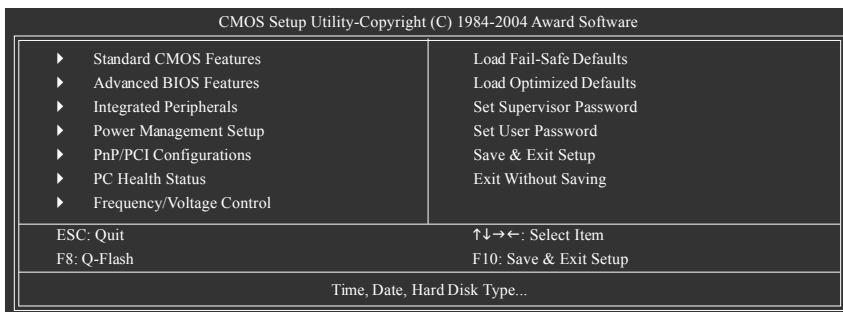 CMOS Setup Utility-Copyright (C) 1984-2004 Award Software
Standard CMOS Features
Advanced BIOS Features
Integrated Peripherals
Power Management Setup
PnP/PCI Configurations
PC Health Status
Frequency/Voltage Control
Load Fail-Safe Defaults
Load Optimized Defaults
Set Supervisor Password
Set User Password
Save & Exit Setup
Exit Without Saving
ESC: Quit
F8: Q-Flash
↑↓→←: Select Item
F10: Save & Exit Setup
Time, Date, Hard Disk Type...